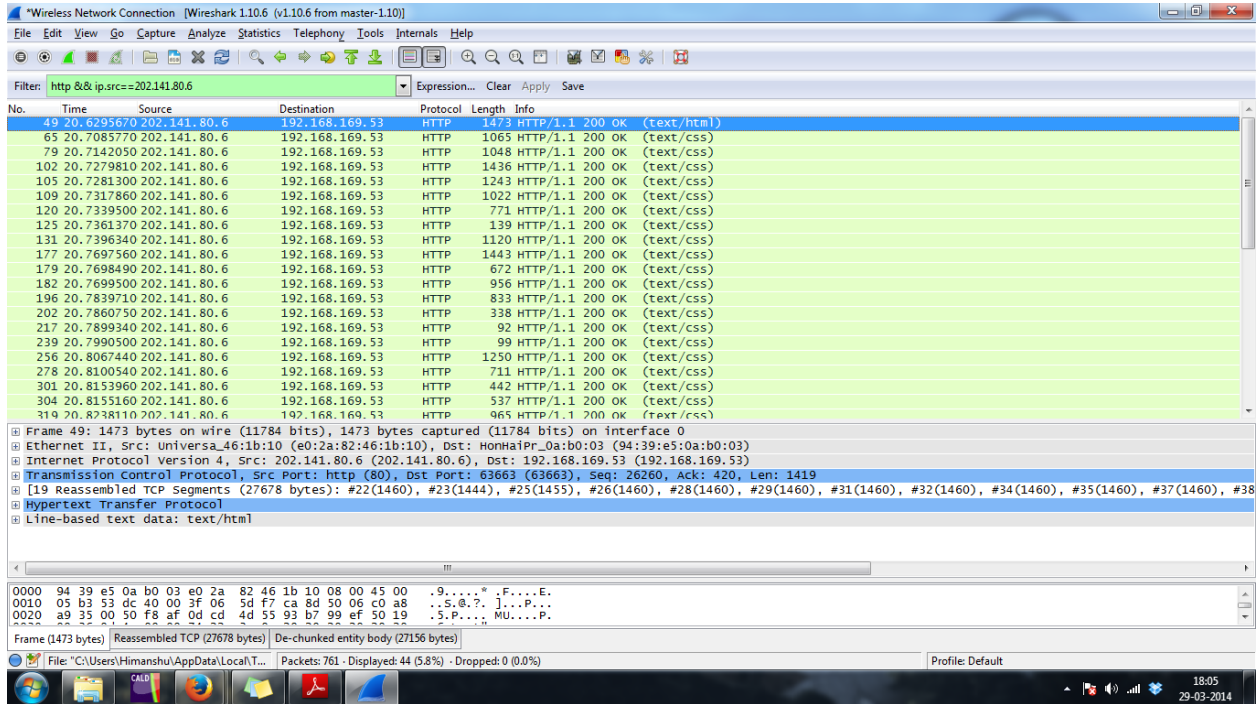 *Wireless Network Connection [Wireshark 1.10.6 (v1.10.6 from master-1.10)]
File Edit View Go Capture Analyze Statistics Telephony Tools Internals Help
Filter: http && ip.src==202.141.80.6 Expression... Clear Apply Save
No. Time Source Destination Protocol Length Info
49 20.6295670 202.141.80.6 192.168.169.53 HTTP 1473 HTTP/1.1 200 OK (text/html)
65 20.7085770 202.141.80.6 192.168.169.53 HTTP 1065 HTTP/1.1 200 OK (text/css)
79 20.7142050 202.141.80.6 192.168.169.53 HTTP 1048 HTTP/1.1 200 OK (text/css)
102 20.7279810 202.141.80.6 192.168.169.53 HTTP 1436 HTTP/1.1 200 OK (text/css)
105 20.7281300 202.141.80.6 192.168.169.53 HTTP 1243 HTTP/1.1 200 OK (text/css)
109 20.7317860 202.141.80.6 192.168.169.53 HTTP 1022 HTTP/1.1 200 OK (text/css)
120 20.7339500 202.141.80.6 192.168.169.53 HTTP 771 HTTP/1.1 200 OK (text/css)
125 20.7361370 202.141.80.6 192.168.169.53 HTTP 139 HTTP/1.1 200 OK (text/css)
131 20.7396340 202.141.80.6 192.168.169.53 HTTP 1120 HTTP/1.1 200 OK (text/css)
177 20.7697560 202.141.80.6 192.168.169.53 HTTP 1443 HTTP/1.1 200 OK (text/css)
179 20.7698490 202.141.80.6 192.168.169.53 HTTP 672 HTTP/1.1 200 OK (text/css)
182 20.7699500 202.141.80.6 192.168.169.53 HTTP 956 HTTP/1.1 200 OK (text/css)
196 20.7839710 202.141.80.6 192.168.169.53 HTTP 833 HTTP/1.1 200 OK (text/css)
202 20.7860750 202.141.80.6 192.168.169.53 HTTP 338 HTTP/1.1 200 OK (text/css)
217 20.7899340 202.141.80.6 192.168.169.53 HTTP 92 HTTP/1.1 200 OK (text/css)
239 20.7990500 202.141.80.6 192.168.169.53 HTTP 99 HTTP/1.1 200 OK (text/css)
256 20.8067440 202.141.80.6 192.168.169.53 HTTP 1250 HTTP/1.1 200 OK (text/css)
278 20.8100540 202.141.80.6 192.168.169.53 HTTP 711 HTTP/1.1 200 OK (text/css)
301 20.8153960 202.141.80.6 192.168.169.53 HTTP 442 HTTP/1.1 200 OK (text/css)
304 20.8155160 202.141.80.6 192.168.169.53 HTTP 537 HTTP/1.1 200 OK (text/css)
319 20.8238110 202.141.80.6 192.168.169.53 HTTP 965 HTTP/1.1 200 OK (text/css)
Frame 49: 1473 bytes on wire (11784 bits), 1473 bytes captured (11784 bits) on interface 0
Ethernet II, Src: Universa_46:1b:10 (e0:2a:82:46:1b:10), Dst: HonHaiPr_0a:b0:03 (94:39:e5:0a:b0:03)
Internet Protocol Version 4, Src: 202.141.80.6 (202.141.80.6), Dst: 192.168.169.53 (192.168.169.53)
Transmission Control Protocol, Src Port: http (80), Dst Port: 63663 (63663), Seq: 26260, Ack: 420, Len: 1419
[19 Reassembled TCP Segments (27678 bytes): #22(1460), #23(1444), #25(1455), #26(1460), #28(1460), #29(1460), #31(1460), #32(1460), #34(1460), #35(1460), #37(1460), #38
Hypertext Transfer Protocol
Line-based text data: text/html
0000 94 39 e5 0a b0 03 e0 2a 82 46 1b 10 08 00 45 00 .9.....* .F....E.
0010 05 b3 53 dc 40 00 3f 06 5d f7 ca 8d 50 06 c0 a8 ..S.@.?. ]...P...
0020 a9 35 00 50 f8 af 0d cd 4d 55 93 b7 99 ef 50 19 .5.P.... MU....P.
Frame (1473 bytes) Reassembled TCP (27678 bytes) De-chunked entity body (27156 bytes)
File: "C:\Users\Himanshu\AppData\Local\T... Packets: 761 · Displayed: 44 (5.8%) · Dropped: 0 (0.0%) Profile: Default
CALD
18:05
29-03-2014